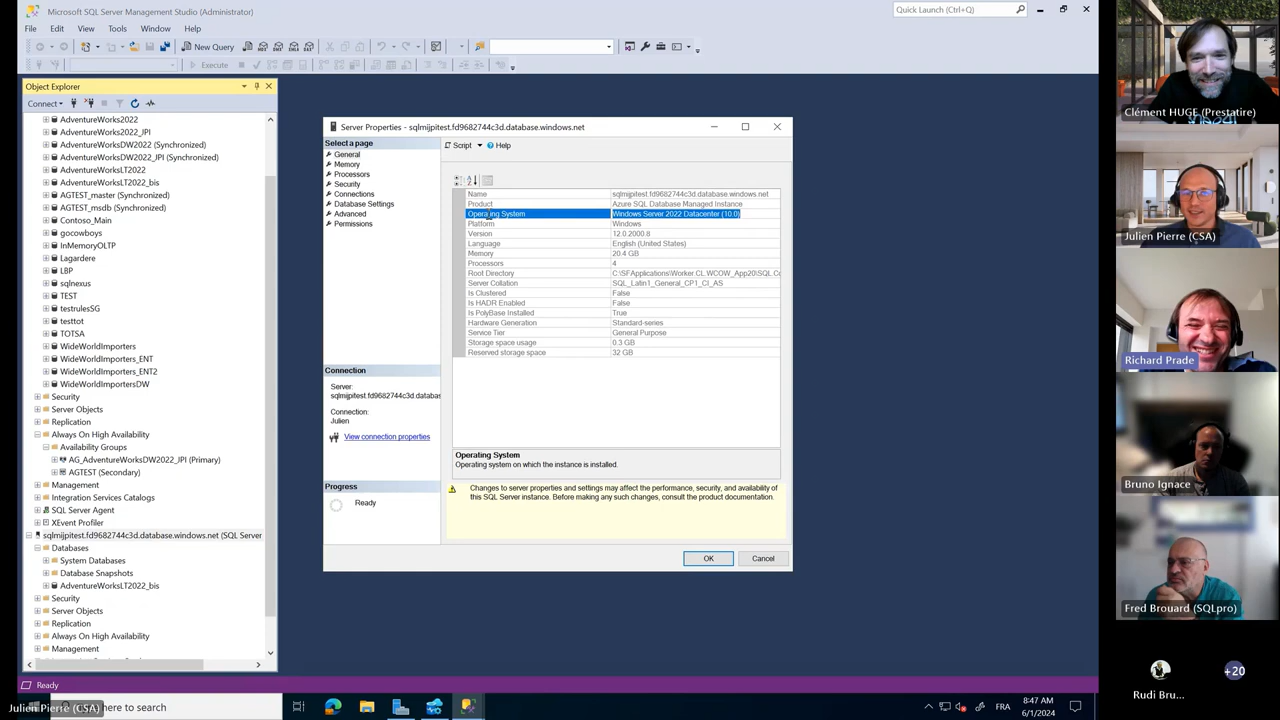 Microsoft SQL Server Management Studio (Administrator)
Quick Launch (Ctrl+Q)
File Edit View Tools Window Help
New Query
Execute
Object Explorer
Connect
AdventureWorks2022
AdventureWorks2022_JPI
AdventureWorksDW2022 (Synchronized)
AdventureWorksDW2022_JPI (Synchronized)
AdventureWorksLT2022
AdventureWorksLT2022_bis
AGTEST_master (Synchronized)
AGTEST_msdb (Synchronized)
Contoso_Main
gocowboys
InMemoryOLTP
Lagardere
LBP
sqlnexus
TEST
testrulesSG
testtot
TOTSA
WideWorldImporters
WideWorldImporters_ENT
WideWorldImporters_ENT2
WideWorldImportersDW
Security
Server Objects
Replication
Always On High Availability
Availability Groups
AG_AdventureWorksDW2022_JPI (Primary)
AGTEST (Secondary)
Management
Integration Services Catalogs
SQL Server Agent
XEvent Profiler
sqlmijpitest.fd9682744c3d.database.windows.net (SQL Server
Databases
System Databases
Database Snapshots
AdventureWorksLT2022_bis
Security
Server Objects
Replication
Always On High Availability
Management
Ready
Server Properties - sqlmijpitest.fd9682744c3d.database.windows.net
Select a page
General
Memory
Processors
Security
Connections
Database Settings
Advanced
Permissions
Script Help
Name sqlmijpitest.fd9682744c3d.database.windows.net
Product Azure SQL Database Managed Instance
Operating System Windows Server 2022 Datacenter (10.0)
Platform Windows
Version 12.0.2000.8
Language English (United States)
Memory 20.4 GB
Processors 4
Root Directory C:\SFApplications\Worker.CL.WCOW_App20\SQL.Co
Server Collation SQL_Latin1_General_CP1_CI_AS
Is Clustered False
Is HADR Enabled False
Is PolyBase Installed True
Hardware Generation Standard-series
Service Tier General Purpose
Storage space usage 0.3 GB
Reserved storage space 32 GB
Connection
Server:
sqlmijpitest.fd9682744c3d.databas
Connection:
Julien
View connection properties
Progress
Ready
Operating System
Operating system on which the instance is installed.
Changes to server properties and settings may affect the performance, security, and availability of
this SQL Server instance. Before making any such changes, consult the product documentation.
OK Cancel
Julien Pierre (CSA)
here to search
FRA
8:47 AM
6/1/2024
Clément HUGE (Prestatire)
Julien Pierre (CSA)
Richard Prade
Bruno Ignace
Fred Brouard (SQLpro)
Rudi Bru...
+20